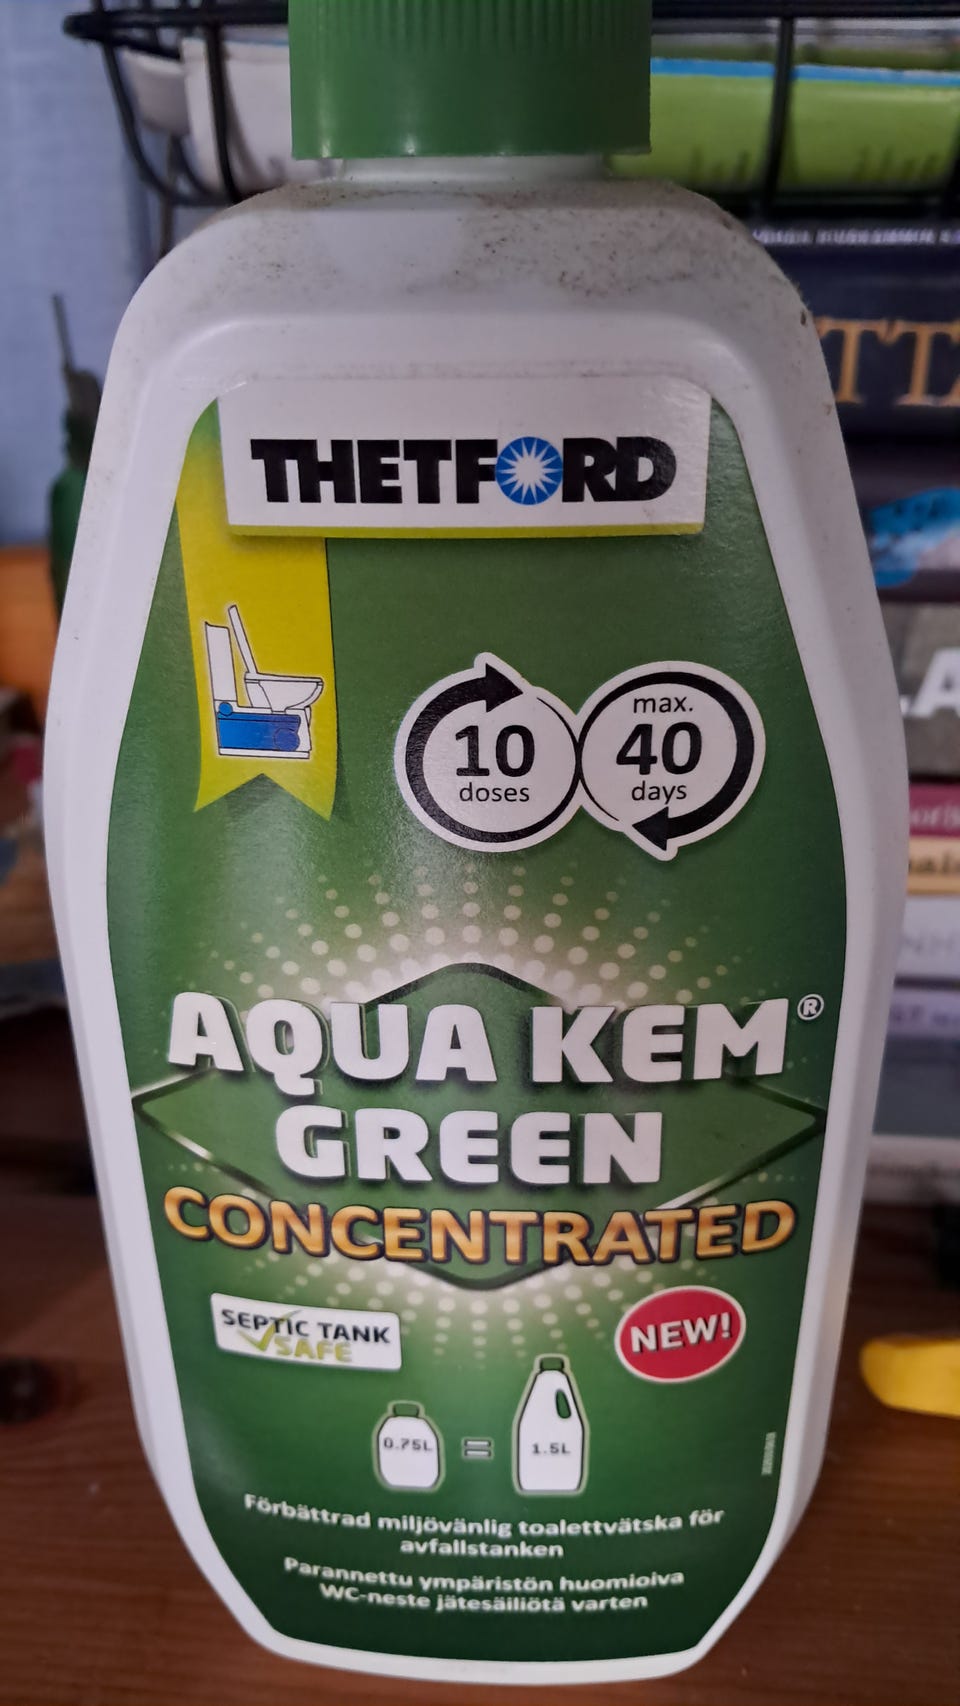 THETFORD
10
doses
max.
40
days
AQUA KEM®
GREEN
CONCENTRATED
SEPTIC TANK
SAFE
NEW!
0.75L = 1.5L
Förbättrad miljövänlig toalettvätska för
avfallstanken
Parannettu ympäristön huomioiva
WC-neste jätesäiliötä varten